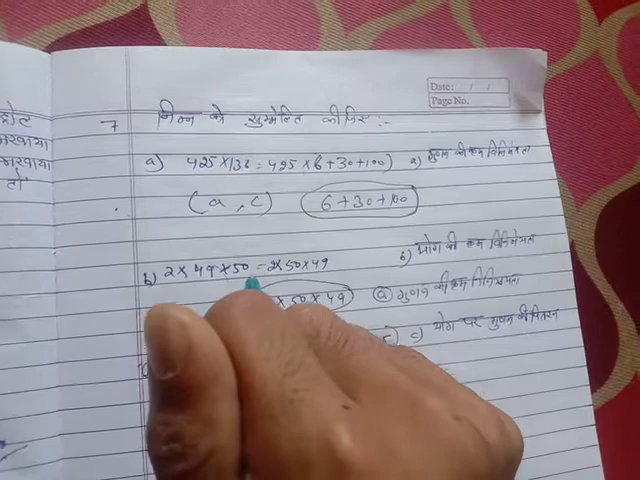 Date: / /
Page No.
7 निम्न को सुम्मेलित कीजिए:-
a) 425×136 = 425×(6+30+100) a) गुणन की क्रम विनिमेयता
(a, c) 6+30+100
b) योग की क्रम विनिमेयता
b) 2×49×50 = 2×50×49
×50×49 (a) गुणन की क्रम विनिमेयता
c) योग पर गुणन की वितरन